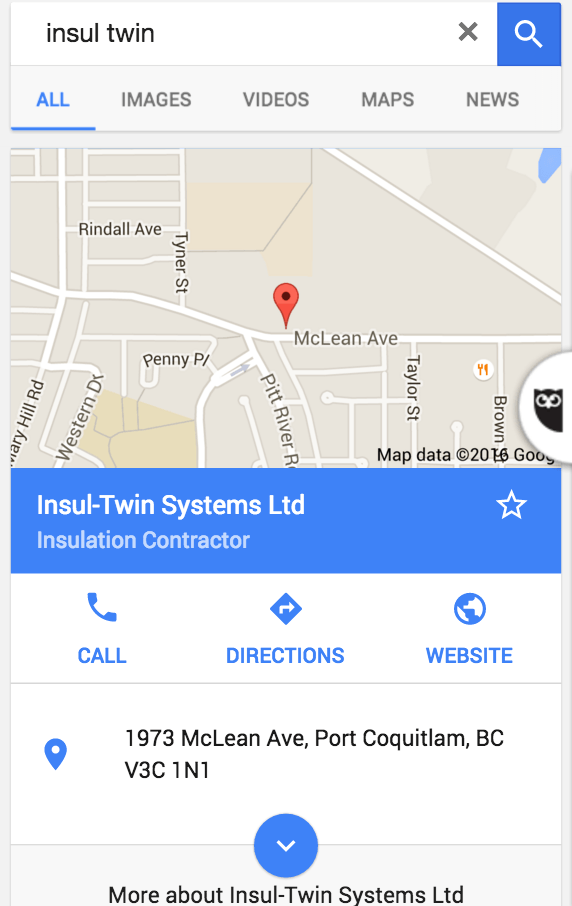 insul twin
ALL IMAGES VIDEOS MAPS NEWS
Rindall Ave
Tyner St
McLean Ave
Penny Pl
Mary Hill Rd
Western Dr
Pitt River R
Taylor St
Brown
Map data ©2016 Goog
Insul-Twin Systems Ltd
Insulation Contractor
CALL DIRECTIONS WEBSITE
1973 McLean Ave, Port Coquitlam, BC
V3C 1N1
More about Insul-Twin Systems Ltd